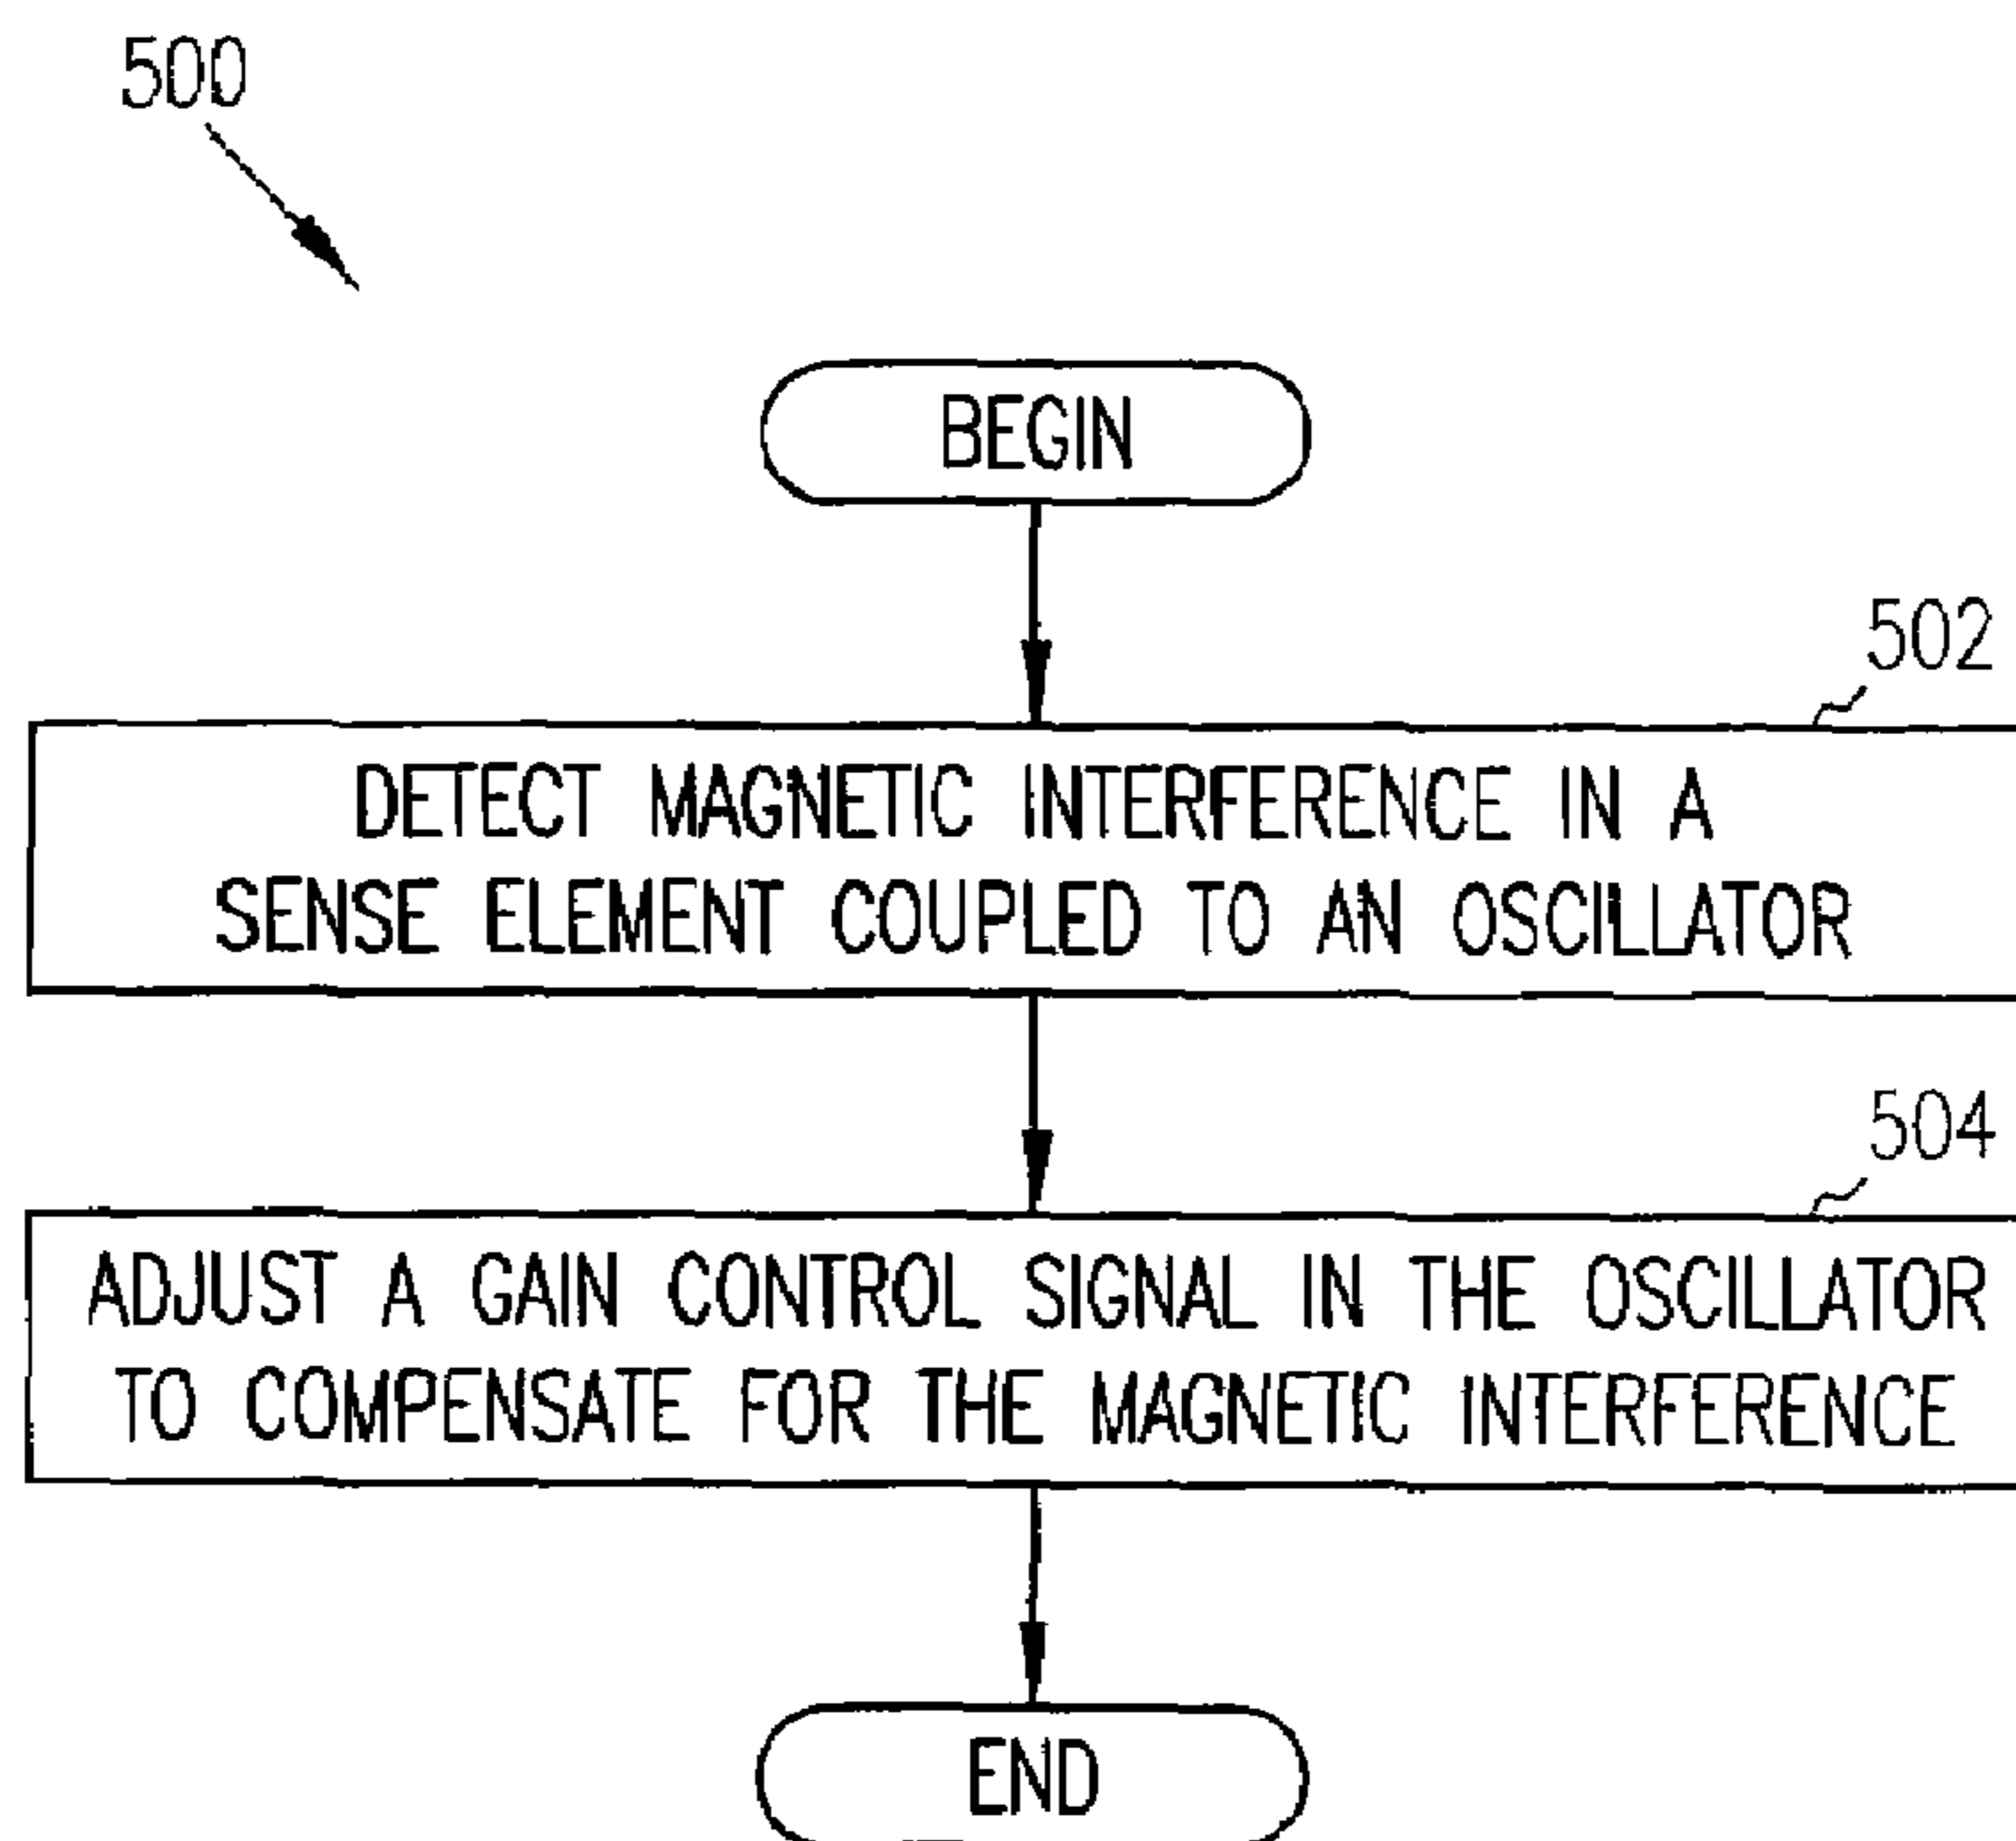 500
BEGIN
502
DETECT MAGNETIC INTERFERENCE IN A
SENSE ELEMENT COUPLED TO AN OSCILLATOR
504
ADJUST A GAIN CONTROL SIGNAL IN THE OSCILLATOR
TO COMPENSATE FOR THE MAGNETIC INTERFERENCE
END